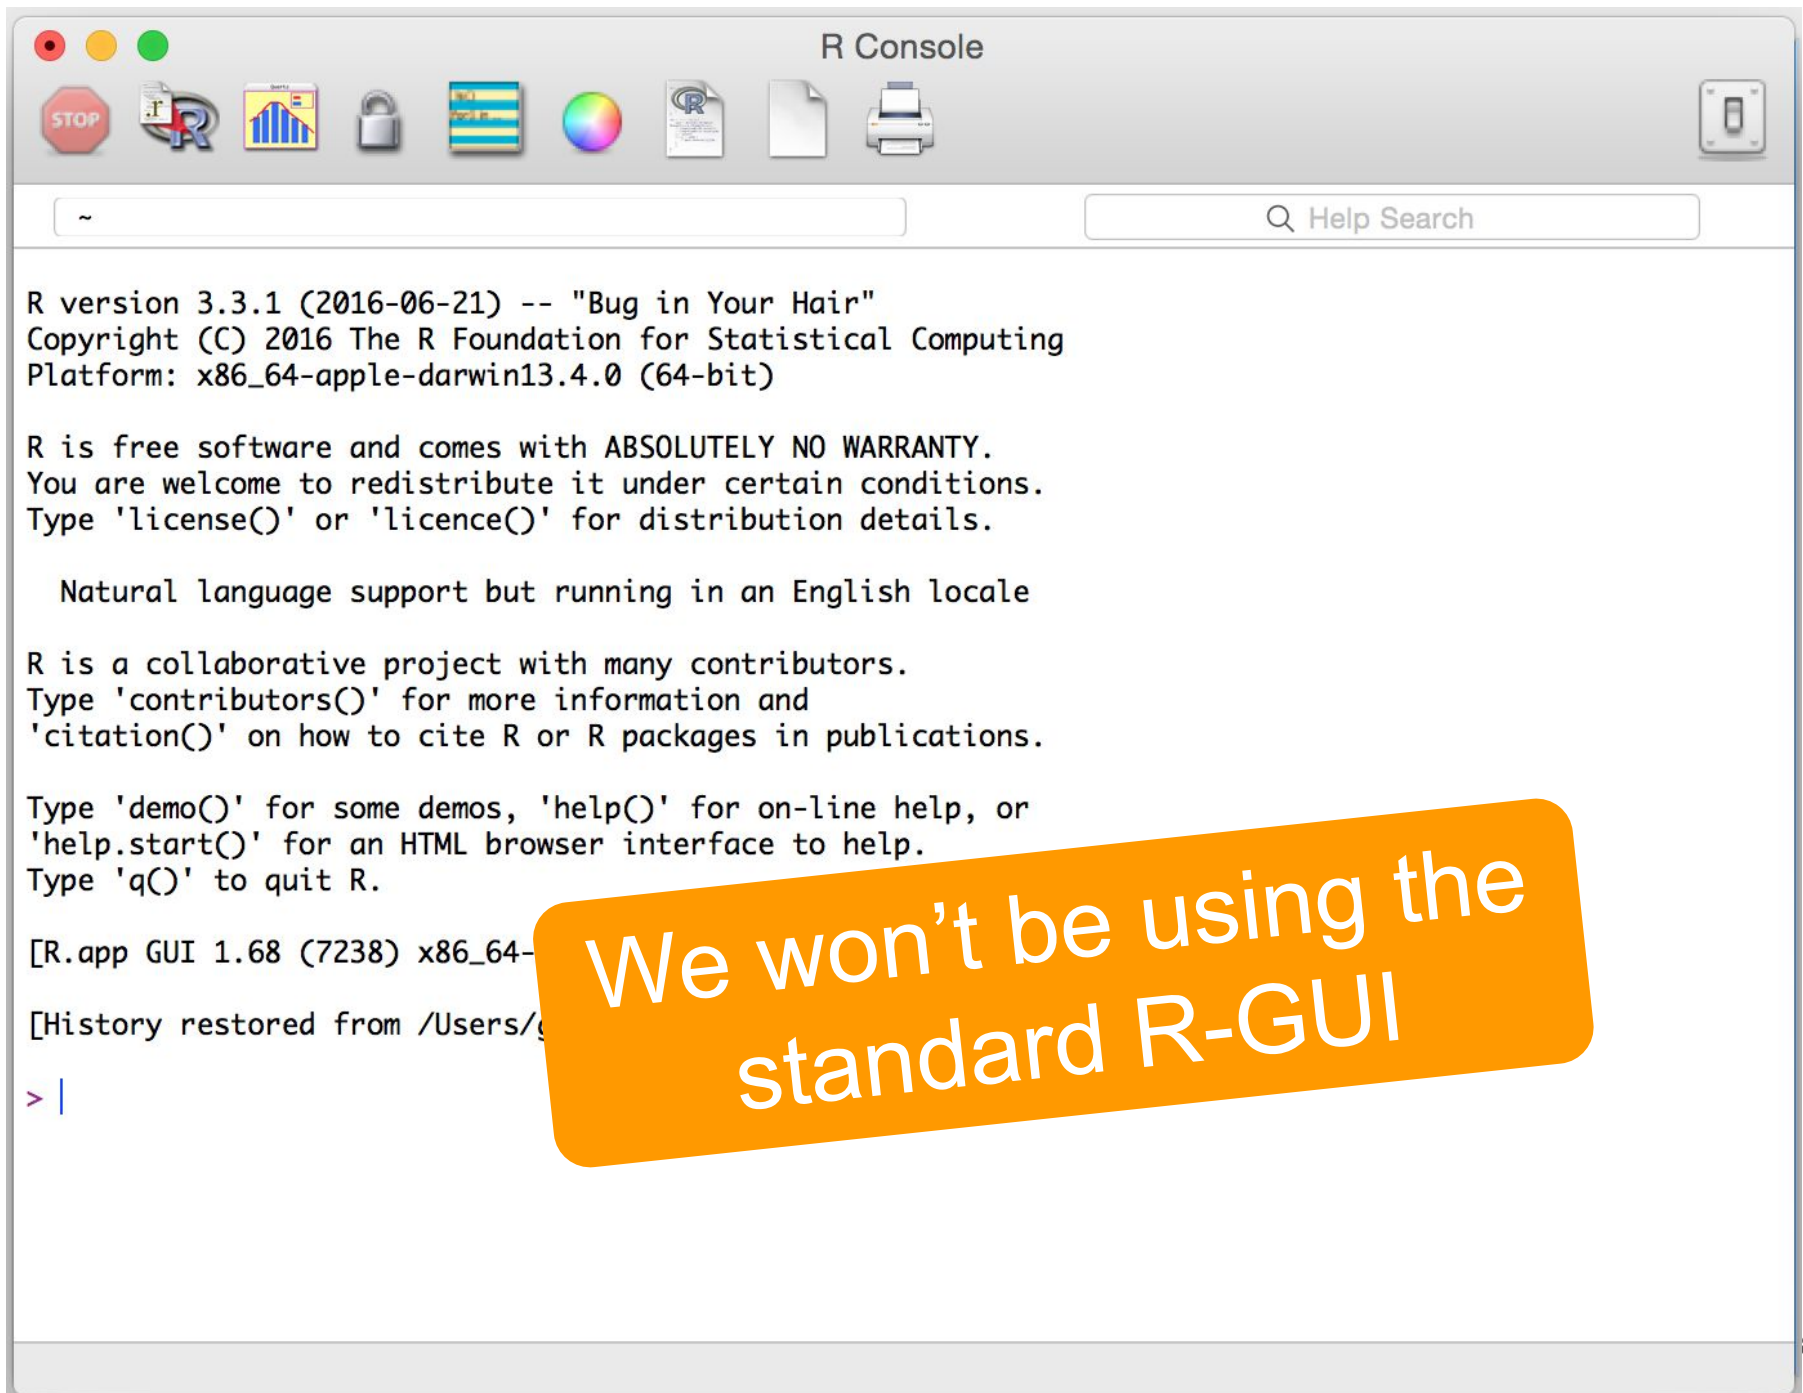 R Console
STOP
~
Help Search
R version 3.3.1 (2016-06-21) -- "Bug in Your Hair"
Copyright (C) 2016 The R Foundation for Statistical Computing
Platform: x86_64-apple-darwin13.4.0 (64-bit)
R is free software and comes with ABSOLUTELY NO WARRANTY.
You are welcome to redistribute it under certain conditions.
Type 'license()' or 'licence()' for distribution details.
Natural language support but running in an English locale
R is a collaborative project with many contributors.
Type 'contributors()' for more information and
'citation()' on how to cite R or R packages in publications.
Type 'demo()' for some demos, 'help()' for on-line help, or
'help.start()' for an HTML browser interface to help.
Type 'q()' to quit R.
[R.app GUI 1.68 (7238) x86_64-
[History restored from /Users/
>
We won’t be using the
standard R-GUI